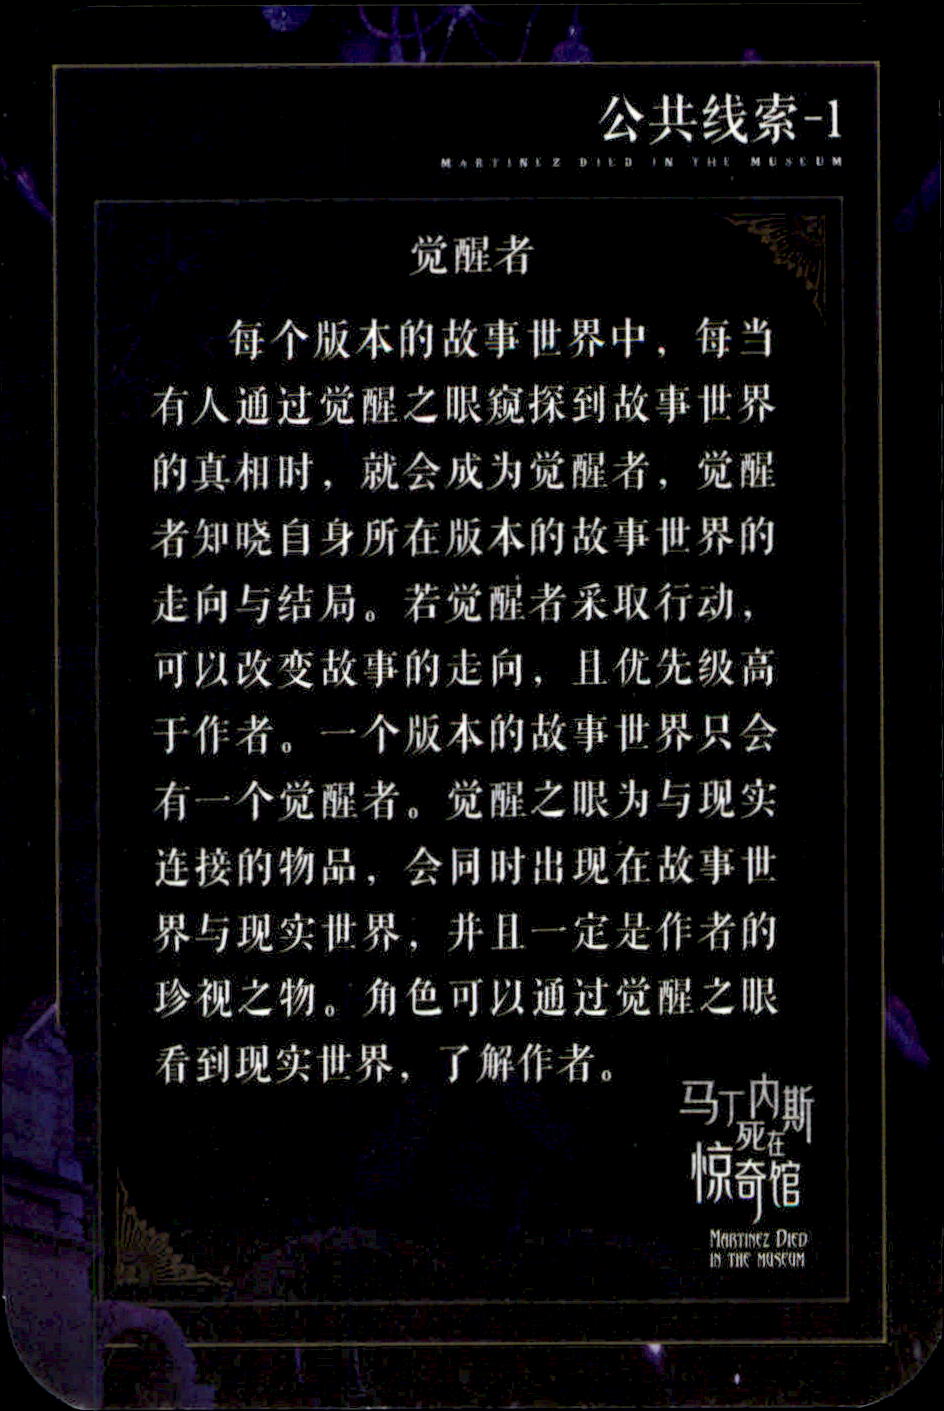 公共线索-1
MARTINEZ DIED IN THE MUSEUM
觉醒者
每个版本的故事世界中，每当
有人通过觉醒之眼窥探到故事世界
的真相时，就会成为觉醒者，觉醒
者知晓自身所在版本的故事世界的
走向与结局。若觉醒者采取行动，
可以改变故事的走向，且优先级高
于作者。一个版本的故事世界只会
有一个觉醒者。觉醒之眼为与现实
连接的物品，会同时出现在故事世
界与现实世界，并且一定是作者的
珍视之物。角色可以通过觉醒之眼
看到现实世界，了解作者。
马丁内斯
死在
惊奇馆
MARTINEZ DIED
IN THE MUSEUM